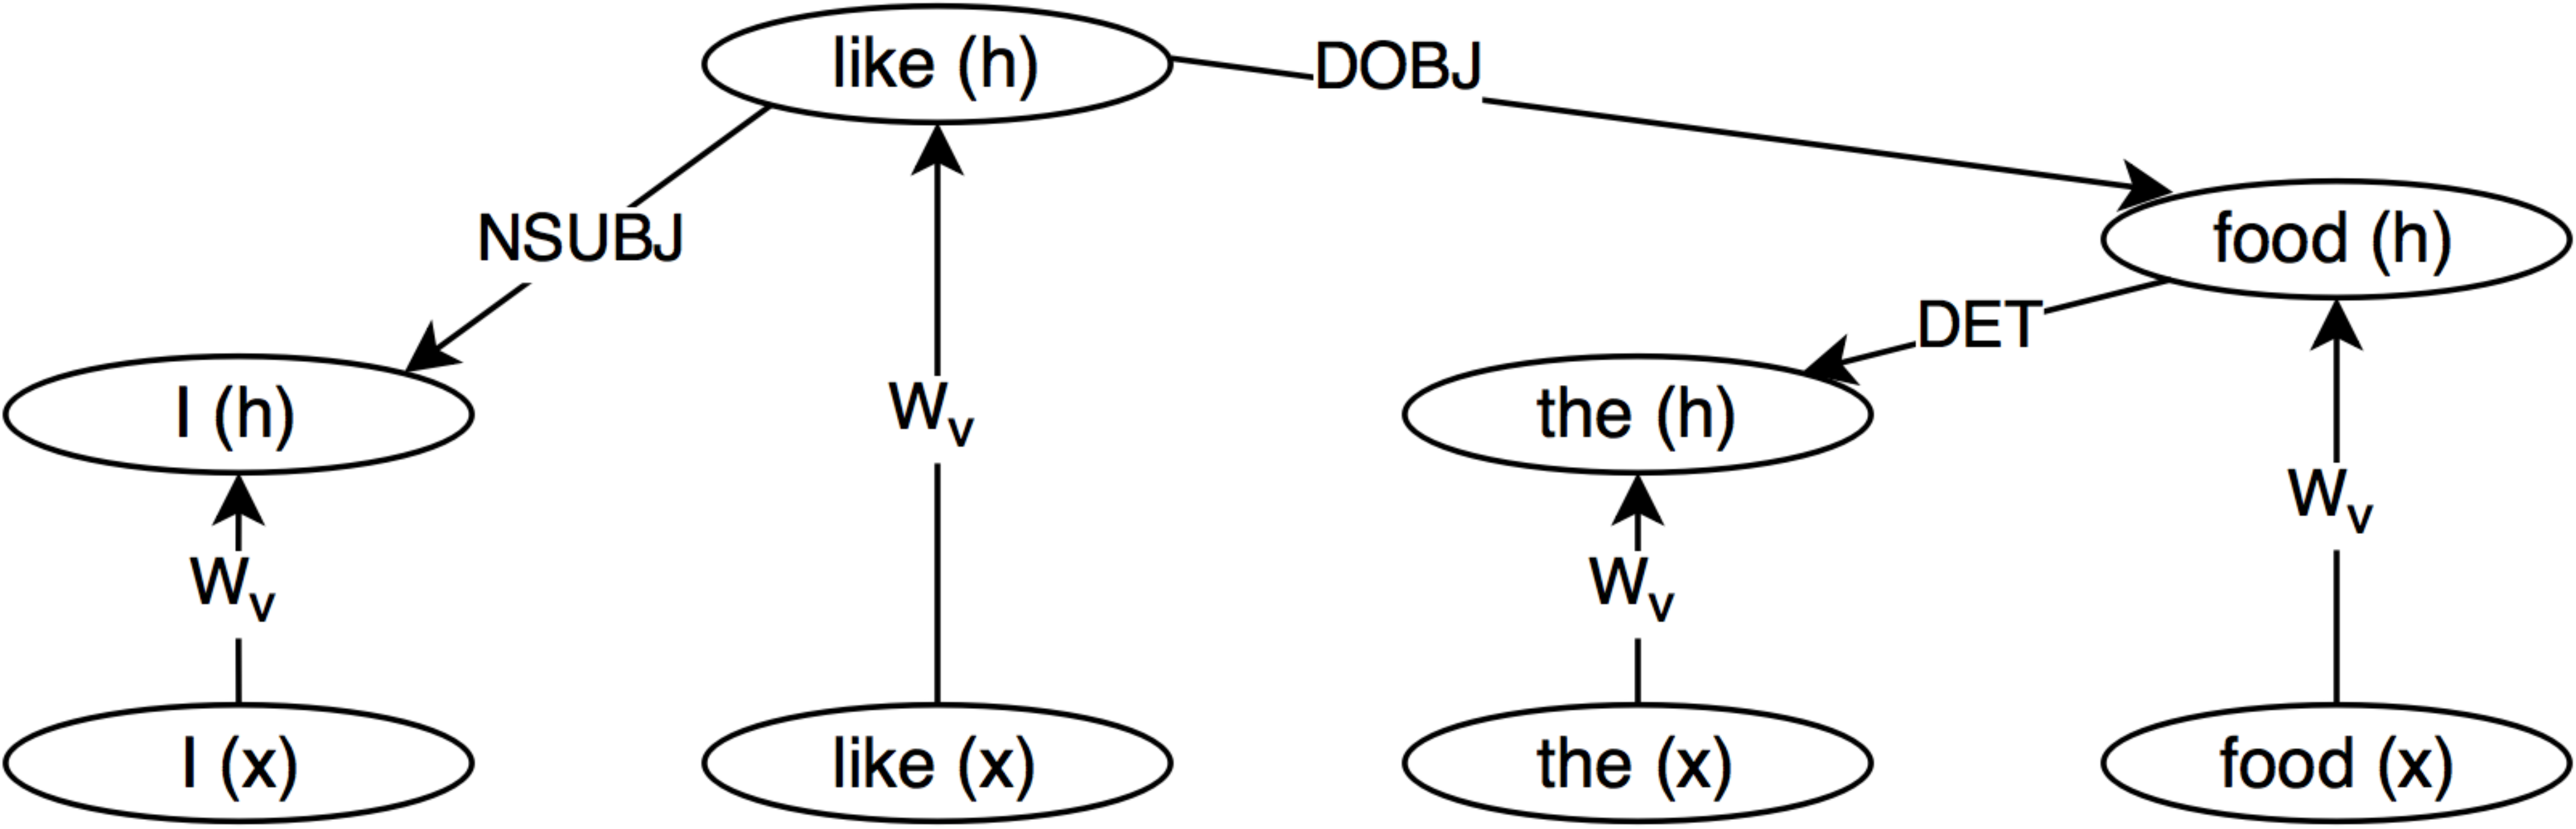 like (h)
DOBJ
NSUBJ
food (h)
DET
I (h)
the (h)
Wv
Wv
Wv
Wv
I (x)
like (x)
the (x)
food (x)